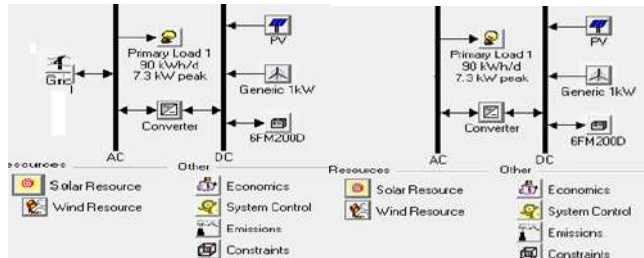 PV
Primary Load 1
90 kWh/d
7.3 kW peak
Grid
Generic 1kW
Converter
6FM200D
AC
DC
esources
Other
Solar Resource
Economics
Wind Resource
System Control
Emissions
Constraints
PV
Primary Load 1
90 kWh/d
7.3 kW peak
Generic 1kW
Converter
6FM200D
AC
DC
Resources
Other
Solar Resource
Economics
Wind Resource
System Control
Emissions
Constraints